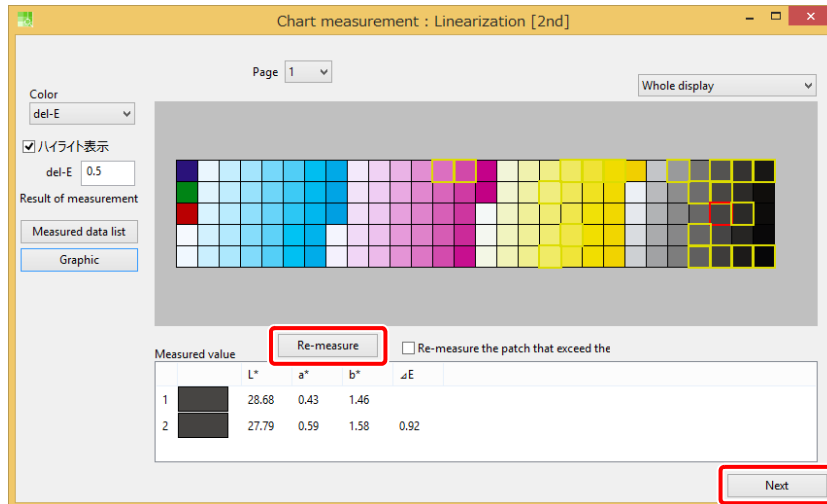 Chart measurement : Linearization [2nd]
Page 1
Whole display
Color
del-E
ハイライト表示
del-E 0.5
Result of measurement
Measured data list
Graphic
Re-measure
Re-measure the patch that exceed the
Measured value
L* a* b* ⊿E
1 28.68 0.43 1.46
2 27.79 0.59 1.58 0.92
Next